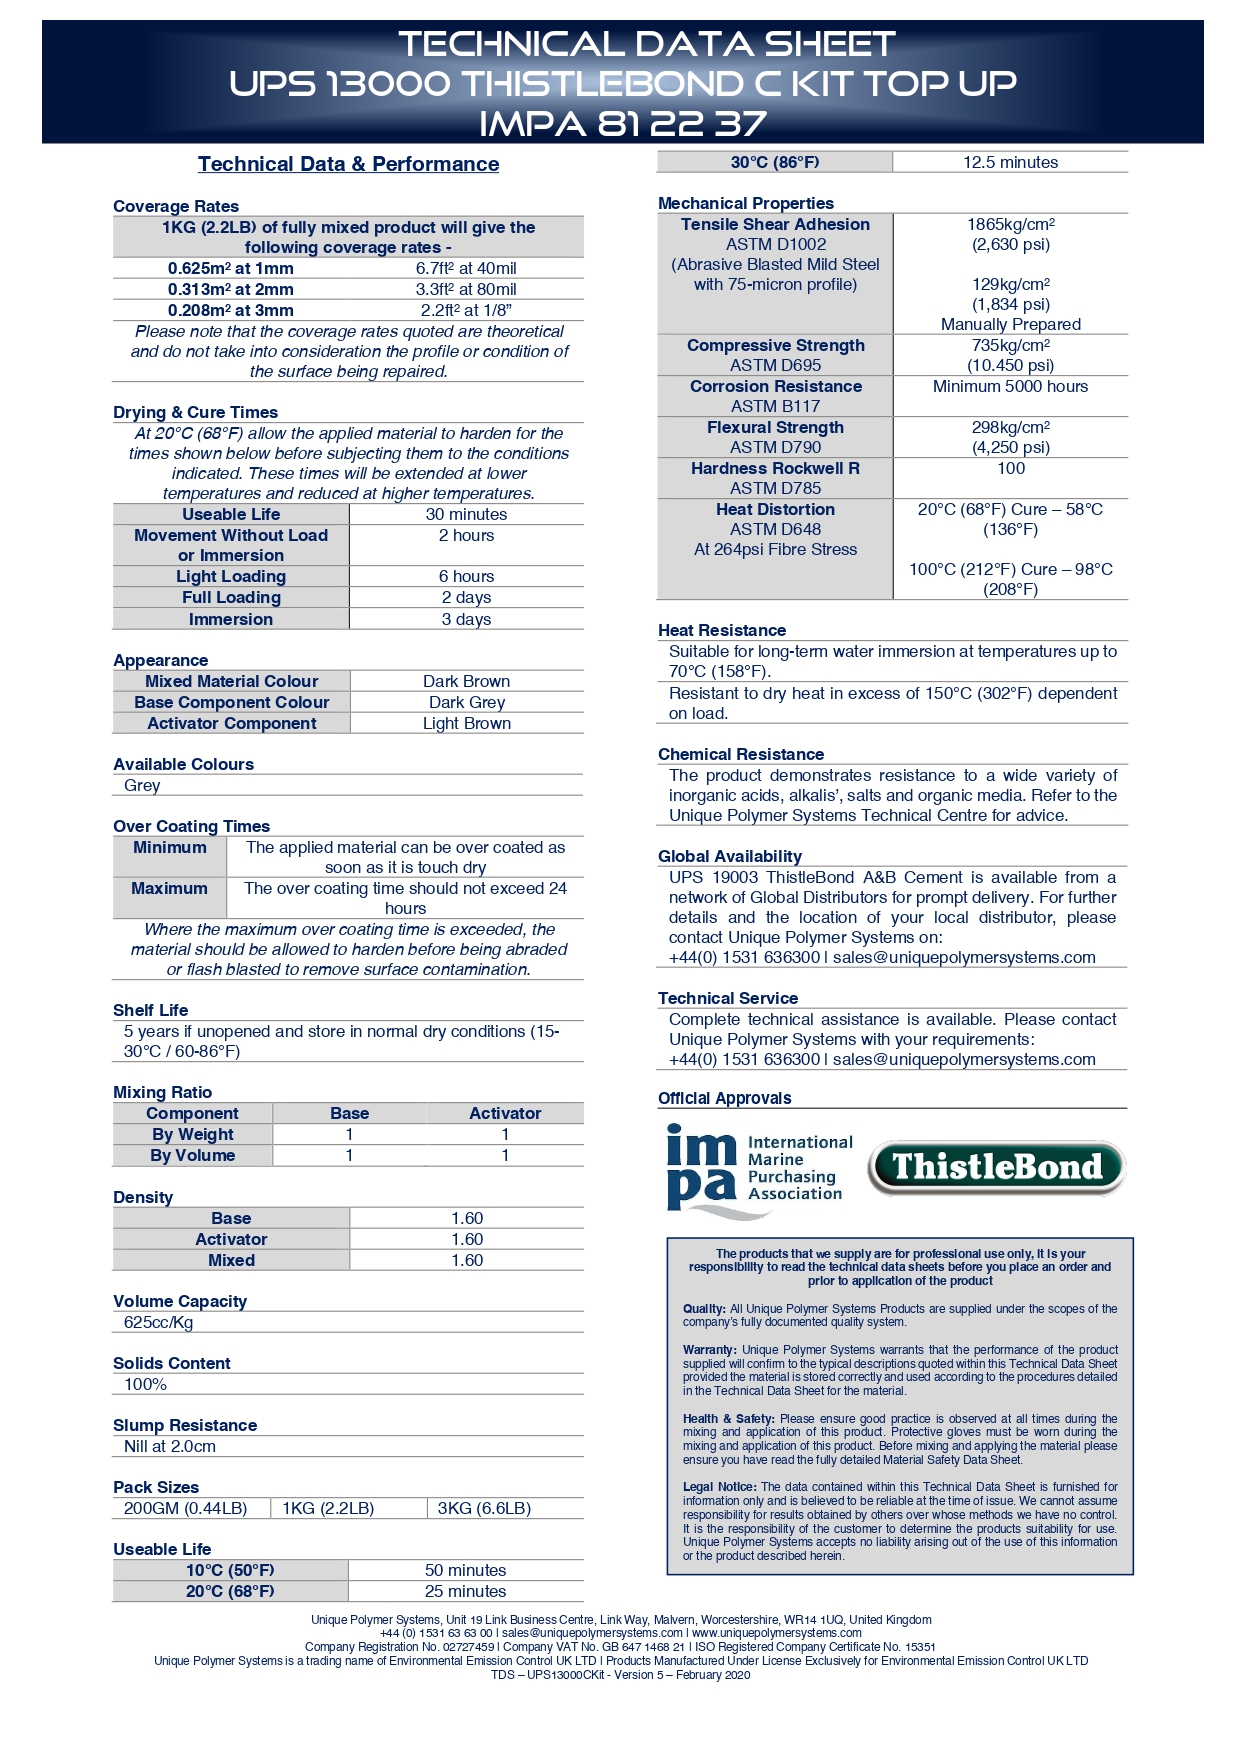 TECHNICAL DATA SHEET
UPS 13000 THISTLEBOND C KIT TOP UP
IMPA 81 22 37
Technical Data & Performance
Coverage Rates
1KG (2.2LB) of fully mixed product will give the
following coverage rates -
0.625m² at 1mm 6.7ft² at 40mil
0.313m² at 2mm 3.3ft² at 80mil
0.208m² at 3mm 2.2ft² at 1/8”
Please note that the coverage rates quoted are theoretical
and do not take into consideration the profile or condition of
the surface being repaired.
Drying & Cure Times
At 20°C (68°F) allow the applied material to harden for the
times shown below before subjecting them to the conditions
indicated. These times will be extended at lower
temperatures and reduced at higher temperatures.
Useable Life 30 minutes
Movement Without Load 2 hours
or Immersion
Light Loading 6 hours
Full Loading 2 days
Immersion 3 days
Appearance
Mixed Material Colour Dark Brown
Base Component Colour Dark Grey
Activator Component Light Brown
Available Colours
Grey
Over Coating Times
Minimum The applied material can be over coated as
soon as it is touch dry
Maximum The over coating time should not exceed 24
hours
Where the maximum over coating time is exceeded, the
material should be allowed to harden before being abraded
or flash blasted to remove surface contamination.
Shelf Life
5 years if unopened and store in normal dry conditions (15-
30°C / 60-86°F)
Mixing Ratio
Component Base Activator
By Weight 1 1
By Volume 1 1
Density
Base 1.60
Activator 1.60
Mixed 1.60
Volume Capacity
625cc/Kg
Solids Content
100%
Slump Resistance
Nill at 2.0cm
Pack Sizes
200GM (0.44LB) 1KG (2.2LB) 3KG (6.6LB)
Useable Life
10°C (50°F) 50 minutes
20°C (68°F) 25 minutes
30°C (86°F) 12.5 minutes
Mechanical Properties
Tensile Shear Adhesion 1865kg/cm²
ASTM D1002 (2,630 psi)
(Abrasive Blasted Mild Steel
with 75-micron profile) 129kg/cm²
(1,834 psi)
Manually Prepared
Compressive Strength 735kg/cm²
ASTM D695 (10.450 psi)
Corrosion Resistance Minimum 5000 hours
ASTM B117
Flexural Strength 298kg/cm²
ASTM D790 (4,250 psi)
Hardness Rockwell R 100
ASTM D785
Heat Distortion 20°C (68°F) Cure – 58°C
ASTM D648 (136°F)
At 264psi Fibre Stress
100°C (212°F) Cure – 98°C
(208°F)
Heat Resistance
Suitable for long-term water immersion at temperatures up to
70°C (158°F).
Resistant to dry heat in excess of 150°C (302°F) dependent
on load.
Chemical Resistance
The product demonstrates resistance to a wide variety of
inorganic acids, alkalis’, salts and organic media. Refer to the
Unique Polymer Systems Technical Centre for advice.
Global Availability
UPS 19003 ThistleBond A&B Cement is available from a
network of Global Distributors for prompt delivery. For further
details and the location of your local distributor, please
contact Unique Polymer Systems on:
+44(0) 1531 636300 | sales@uniquepolymersystems.com
Technical Service
Complete technical assistance is available. Please contact
Unique Polymer Systems with your requirements:
+44(0) 1531 636300 | sales@uniquepolymersystems.com
Official Approvals
impa International
Marine
Purchasing
Association
ThistleBond
The products that we supply are for professional use only, it is your
responsibility to read the technical data sheets before you place an order and
prior to application of the product
Quality: All Unique Polymer Systems Products are supplied under the scopes of the
company’s fully documented quality system.
Warranty: Unique Polymer Systems warrants that the performance of the product
supplied will confirm to the typical descriptions quoted within this Technical Data Sheet
provided the material is stored correctly and used according to the procedures detailed
in the Technical Data Sheet for the material.
Health & Safety: Please ensure good practice is observed at all times during the
mixing and application of this product. Protective gloves must be worn during the
mixing and application of this product. Before mixing and applying the material please
ensure you have read the fully detailed Material Safety Data Sheet.
Legal Notice: The data contained within this Technical Data Sheet is furnished for
information only and is believed to be reliable at the time of issue. We cannot assume
responsibility for results obtained by others over whose methods we have no control.
It is the responsibility of the customer to determine the products suitability for use.
Unique Polymer Systems accepts no liability arising out of the use of this information
or the product described herein.
Unique Polymer Systems, Unit 19 Link Business Centre, Link Way, Malvern, Worcestershire, WR14 1UQ, United Kingdom
+44 (0) 1531 63 63 00 | sales@uniquepolymersystems.com | www.uniquepolymersystems.com
Company Registration No. 02727459 | Company VAT No. GB 647 1468 21 | ISO Registered Company Certificate No. 15351
Unique Polymer Systems is a trading name of Environmental Emission Control UK LTD | Products Manufactured Under License Exclusively for Environmental Emission Control UK LTD
TDS – UPS13000CKit - Version 5 – February 2020